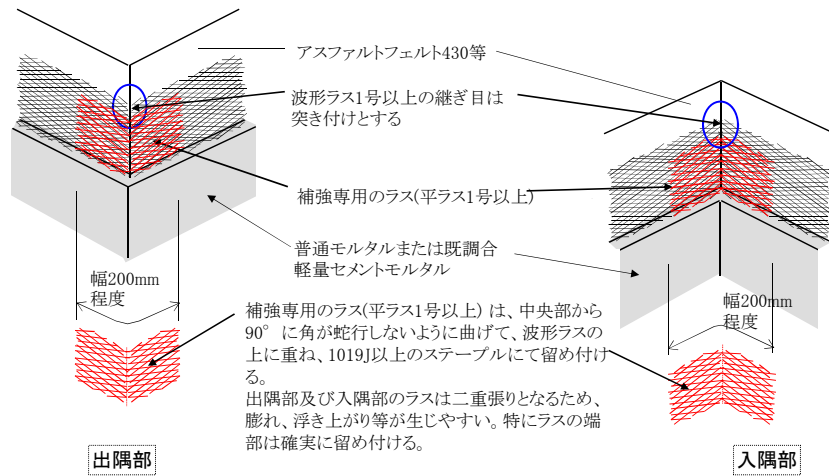 アスファルトフェルト430等
波形ラス1号以上の継ぎ目は
突き付けとする
補強専用のラス(平ラス1号以上)
普通モルタルまたは既調合
軽量セメントモルタル
幅200mm
程度
幅200mm
程度
補強専用のラス(平ラス1号以上) は、中央部から
90° に角が蛇行しないように曲げて、波形ラスの
上に重ね、1019J以上のステープルにて留め付け
る。
出隅部及び入隅部のラスは二重張りとなるため、
膨れ、浮き上がり等が生じやすい。特にラスの端
部は確実に留め付ける。
出隅部
入隅部